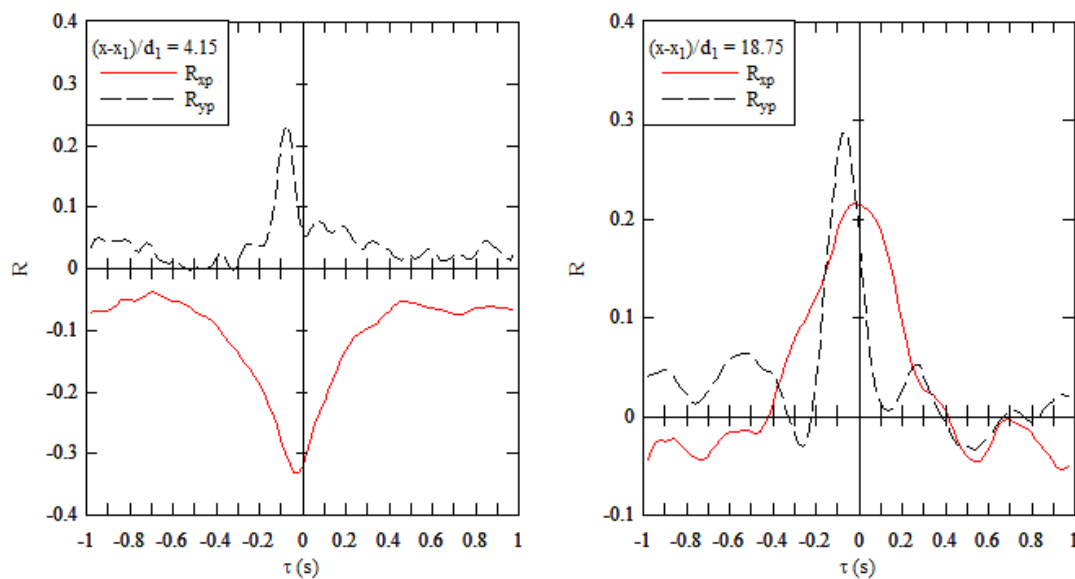 0.4
(x-x1)/d1 = 4.15
Rxp
Ryp
0.3
0.2
0.1
0
-0.1
-0.2
-0.3
-0.4
R
-1 -0.8 -0.6 -0.4 -0.2 0 0.2 0.4 0.6 0.8 1
τ (s)
0.4
(x-x1)/d1 = 18.75
Rxp
Ryp
0.3
0.2
0.1
0
-0.1
R
-1 -0.8 -0.6 -0.4 -0.2 0 0.2 0.4 0.6 0.8 1
τ (s)